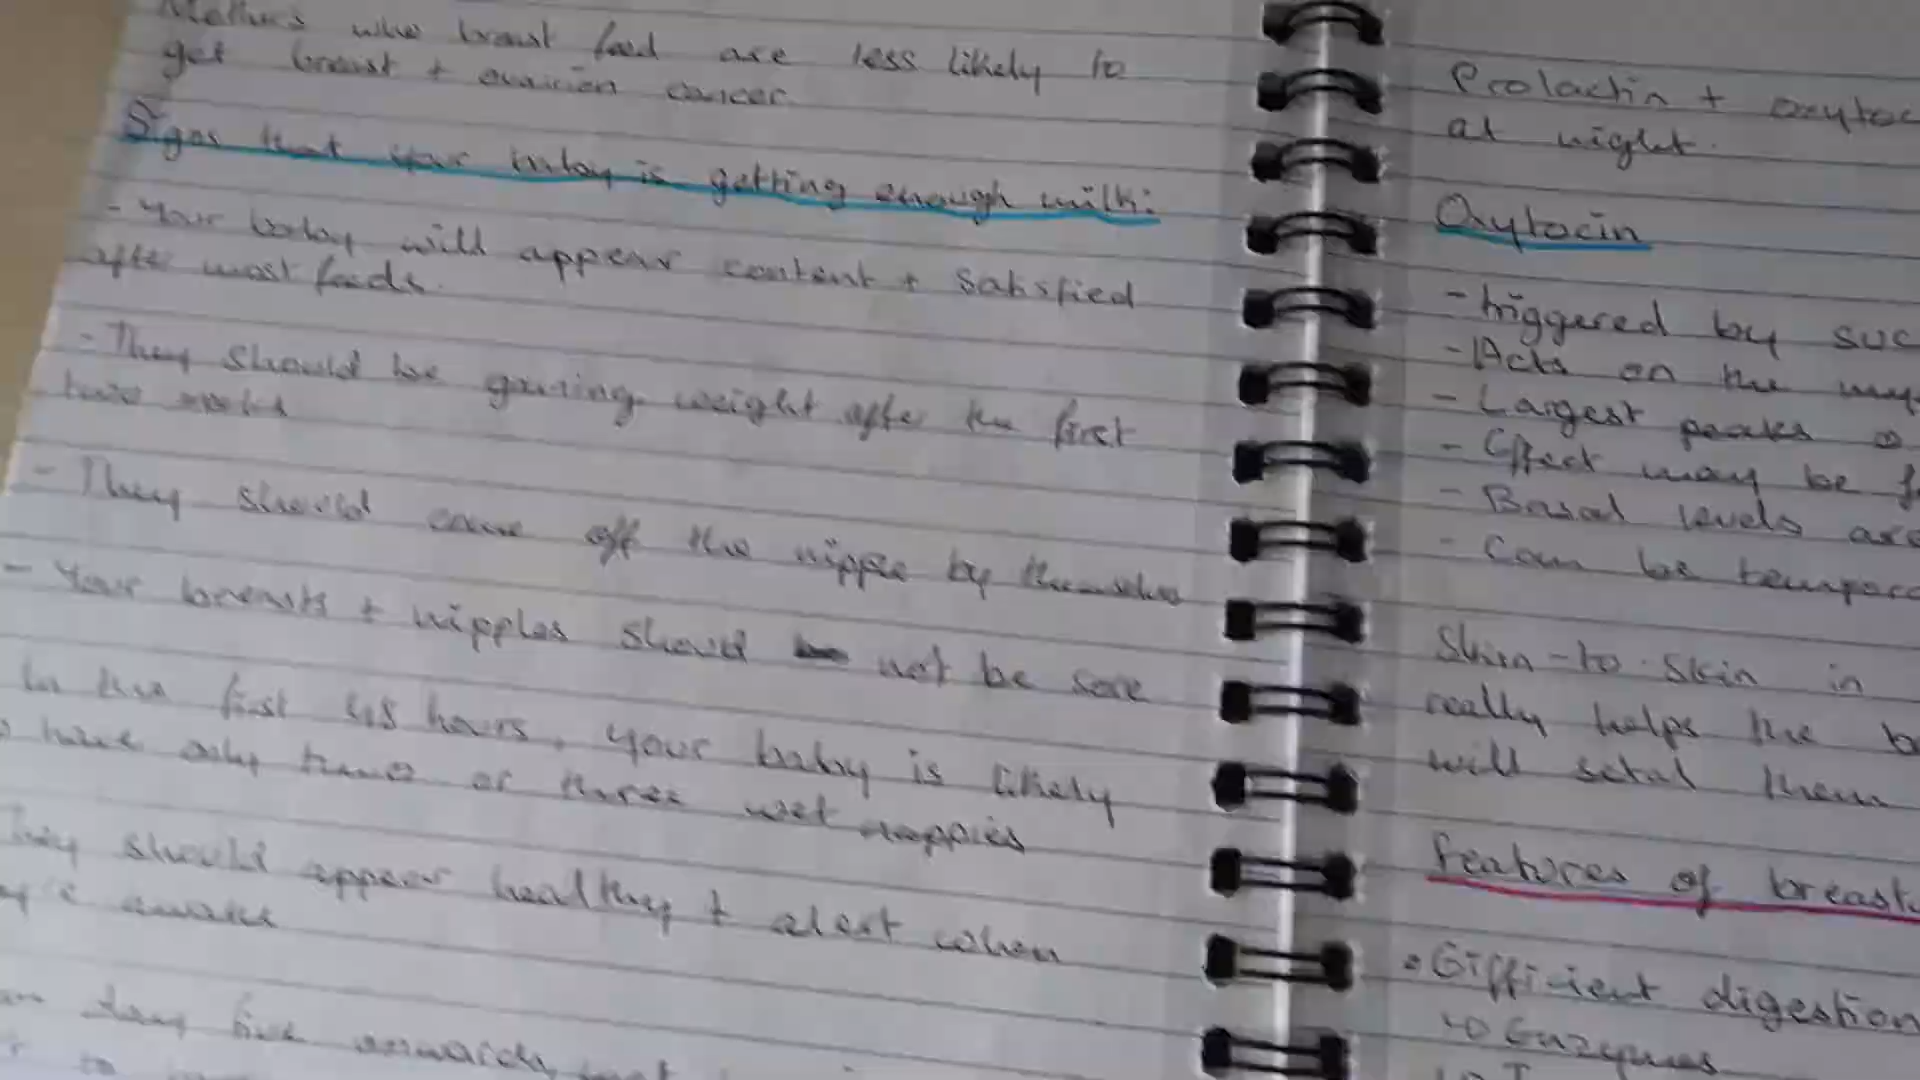 Mothers who breast feed are less likely to
get breast + ovarian cancer.
Signs that your baby is getting enough milk:
- Your baby will appear content + satisfied
after most feeds.
- They should be gaining weight after the first
two weeks
- They should come off the nipple by themselves
- Your breasts + nipples should not be sore
In the first 48 hours, your baby is likely
to have only two or three wet nappies
They should appear healthy + alert when
awake
day five onwards,
to
Prolactin + oxytoc
at night.
Oxytocin
- triggered by suc
- Acts on the my
- Largest peaks
- Effect may be
- Basal levels are
- Can be tempora
Skin-to-Skin in
really helps the b
will setal them
Features of breast
• Efficient digestion
Enzymes